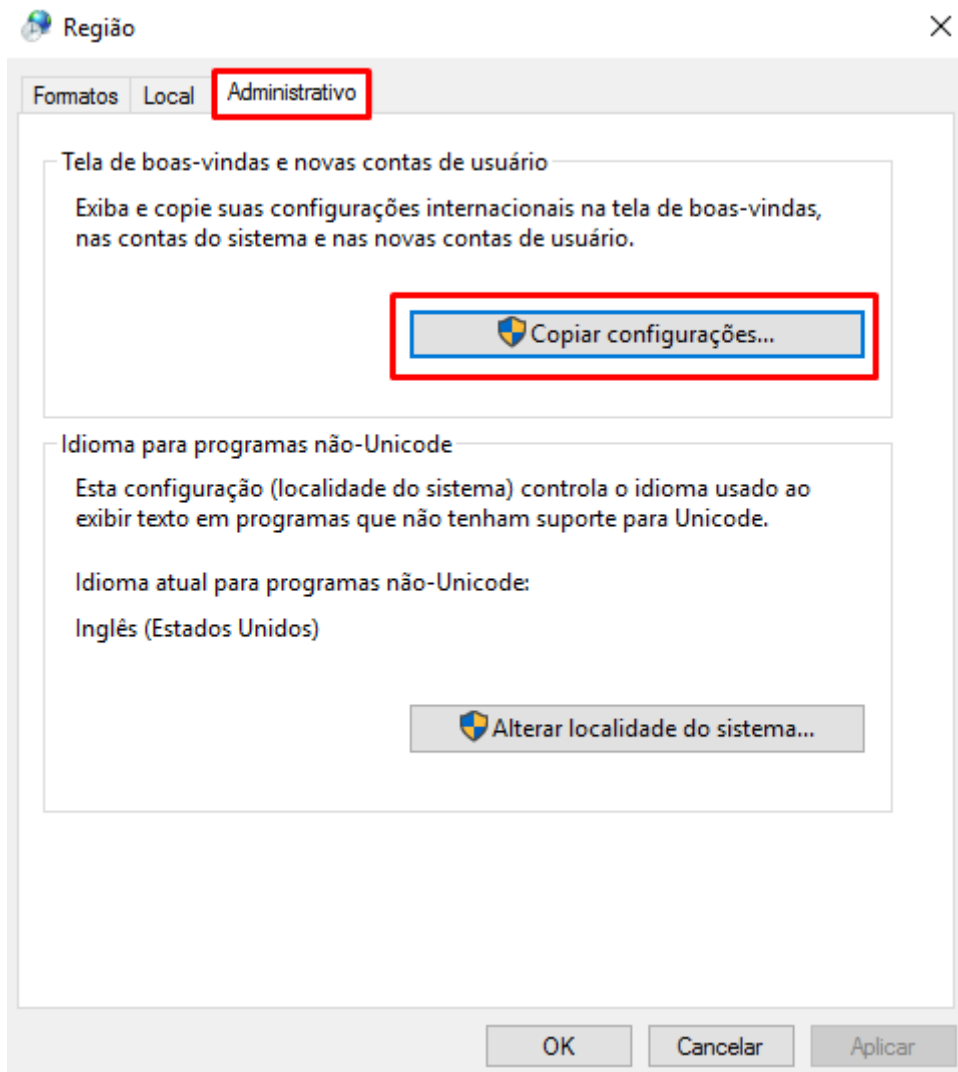 Região
Formatos Local Administrativo
Tela de boas-vindas e novas contas de usuário
Exiba e copie suas configurações internacionais na tela de boas-vindas,
nas contas do sistema e nas novas contas de usuário.
Copiar configurações...
Idioma para programas não-Unicode
Esta configuração (localidade do sistema) controla o idioma usado ao
exibir texto em programas que não tenham suporte para Unicode.
Idioma atual para programas não-Unicode:
Inglês (Estados Unidos)
Alterar localidade do sistema...
OK Cancelar Aplicar